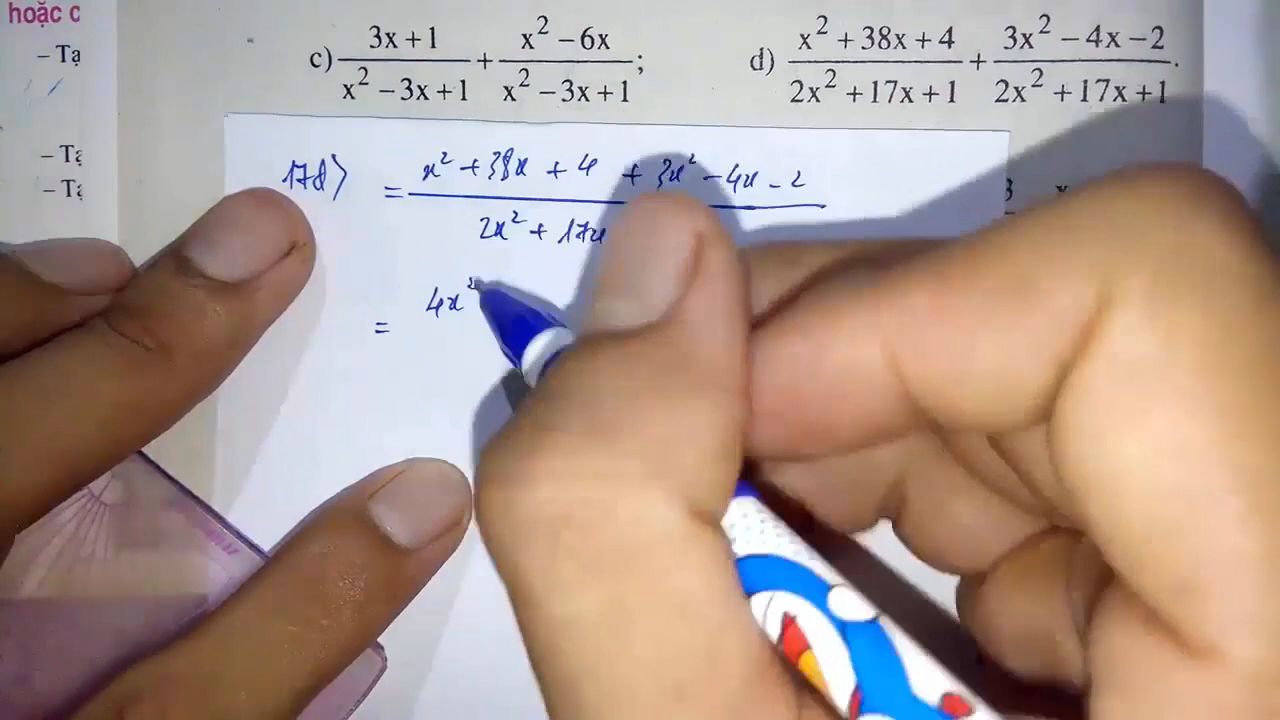 hoặc c
– Tạ
– Tạ
– Tạ
c) (3x + 1)/(x² – 3x + 1) + (x² – 6x)/(x² – 3x + 1);
d) (x² + 38x + 4)/(2x² + 17x + 1) + (3x² – 4x – 2)/(2x² + 17x + 1).
17d)
= x² + 38x + 4 + 3x² – 4x – 2
2x² + 17x
= 4x²